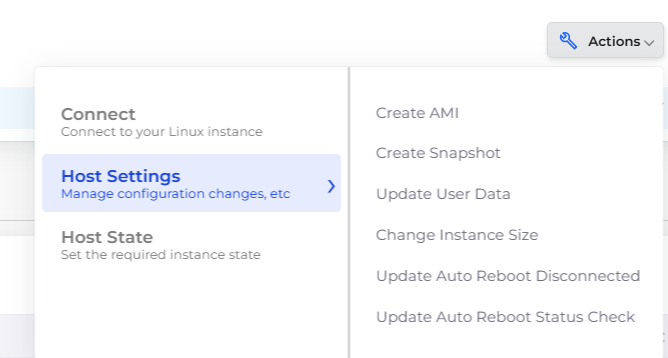 Actions
Connect
Connect to your Linux instance
Host Settings
Manage configuration changes, etc
Host State
Set the required instance state
Create AMI
Create Snapshot
Update User Data
Change Instance Size
Update Auto Reboot Disconnected
Update Auto Reboot Status Check